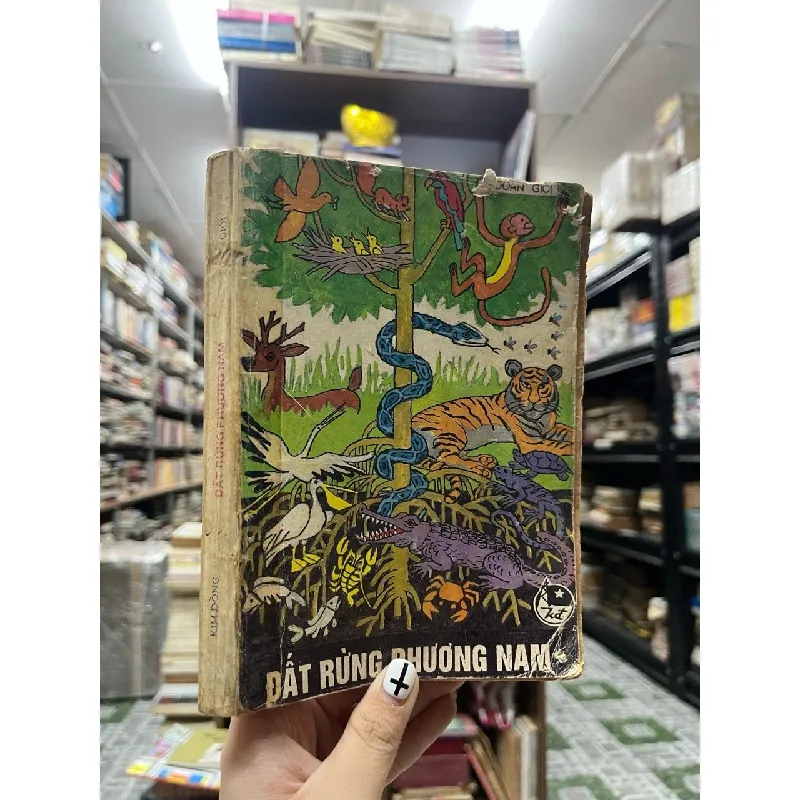 ĐOÀN GIỎI
ĐẤT RỪNG PHƯƠNG NAM
ĐẤT RỪNG PHƯƠNG NAM
KIM ĐỒNG